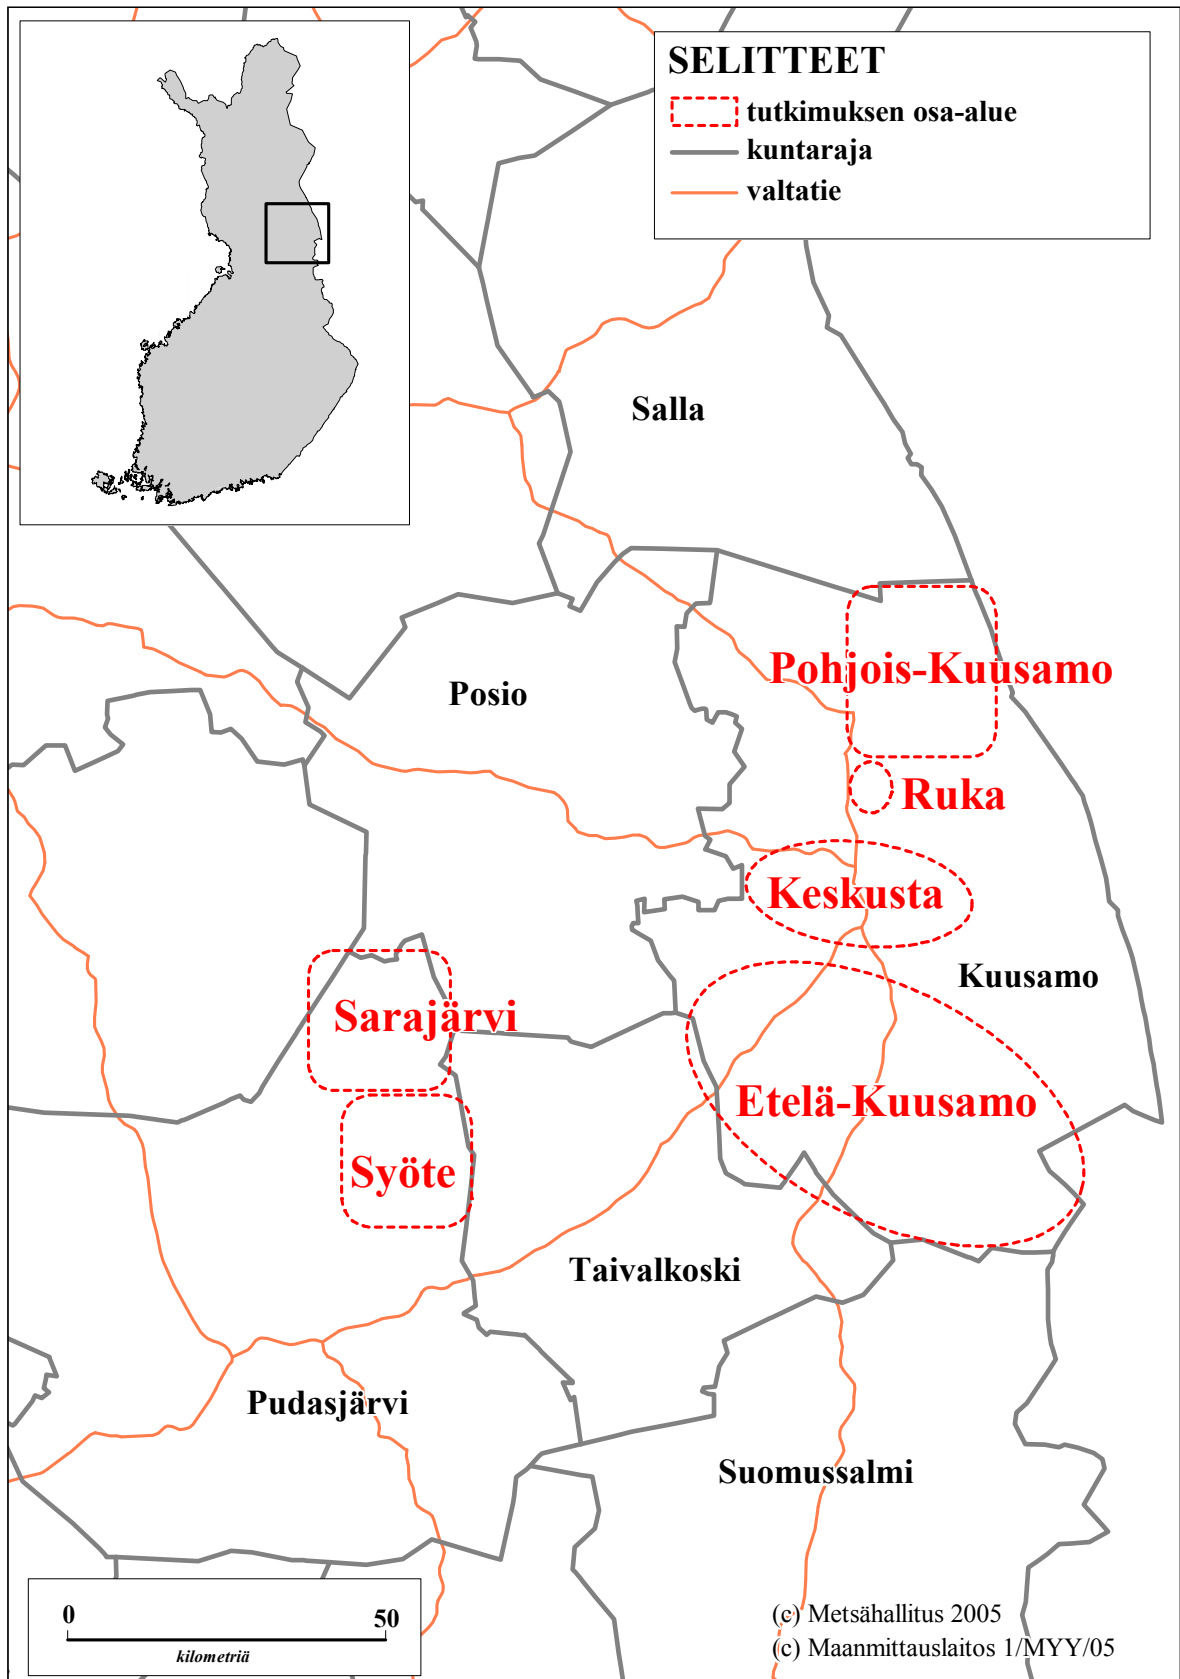 SELITTEET
tutkimuksen osa-alue
kuntaraja
valtatie
Salla
Pohjois-Kuusamo
Posio
Ruka
Keskusta
Kuusamo
Sarajärvi
Etelä-Kuusamo
Syöte
Taivalkoski
Pudasjärvi
Suomussalmi
0 50
kilometriä
(c) Metsähallitus 2005
(c) Maanmittauslaitos 1/MYY/05